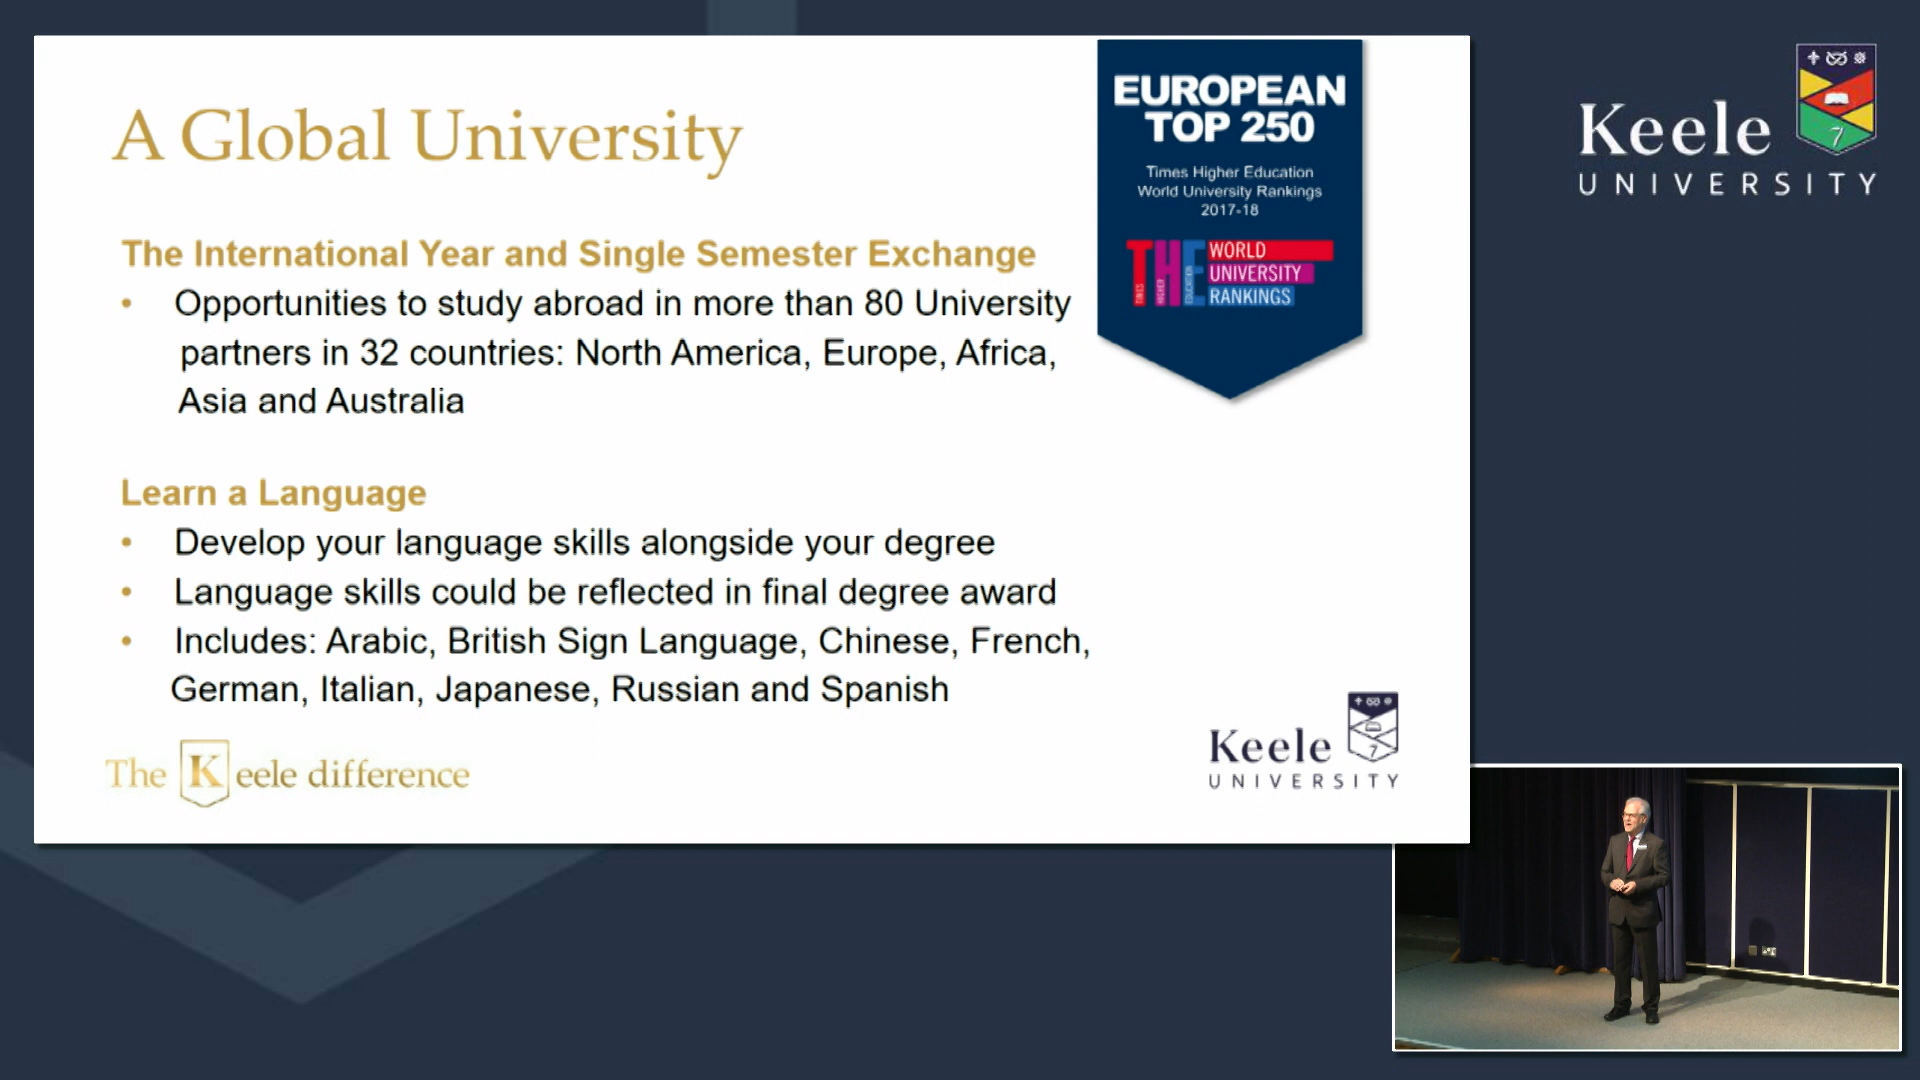 A Global University
EUROPEAN
TOP 250
Times Higher Education
World University Rankings
2017-18
THE
TIMES
HIGHER
EDUCATION
WORLD
UNIVERSITY
RANKINGS
The International Year and Single Semester Exchange
• Opportunities to study abroad in more than 80 University
partners in 32 countries: North America, Europe, Africa,
Asia and Australia
Learn a Language
• Develop your language skills alongside your degree
• Language skills could be reflected in final degree award
• Includes: Arabic, British Sign Language, Chinese, French,
German, Italian, Japanese, Russian and Spanish
The Keele difference
Keele
UNIVERSITY
Keele
UNIVERSITY